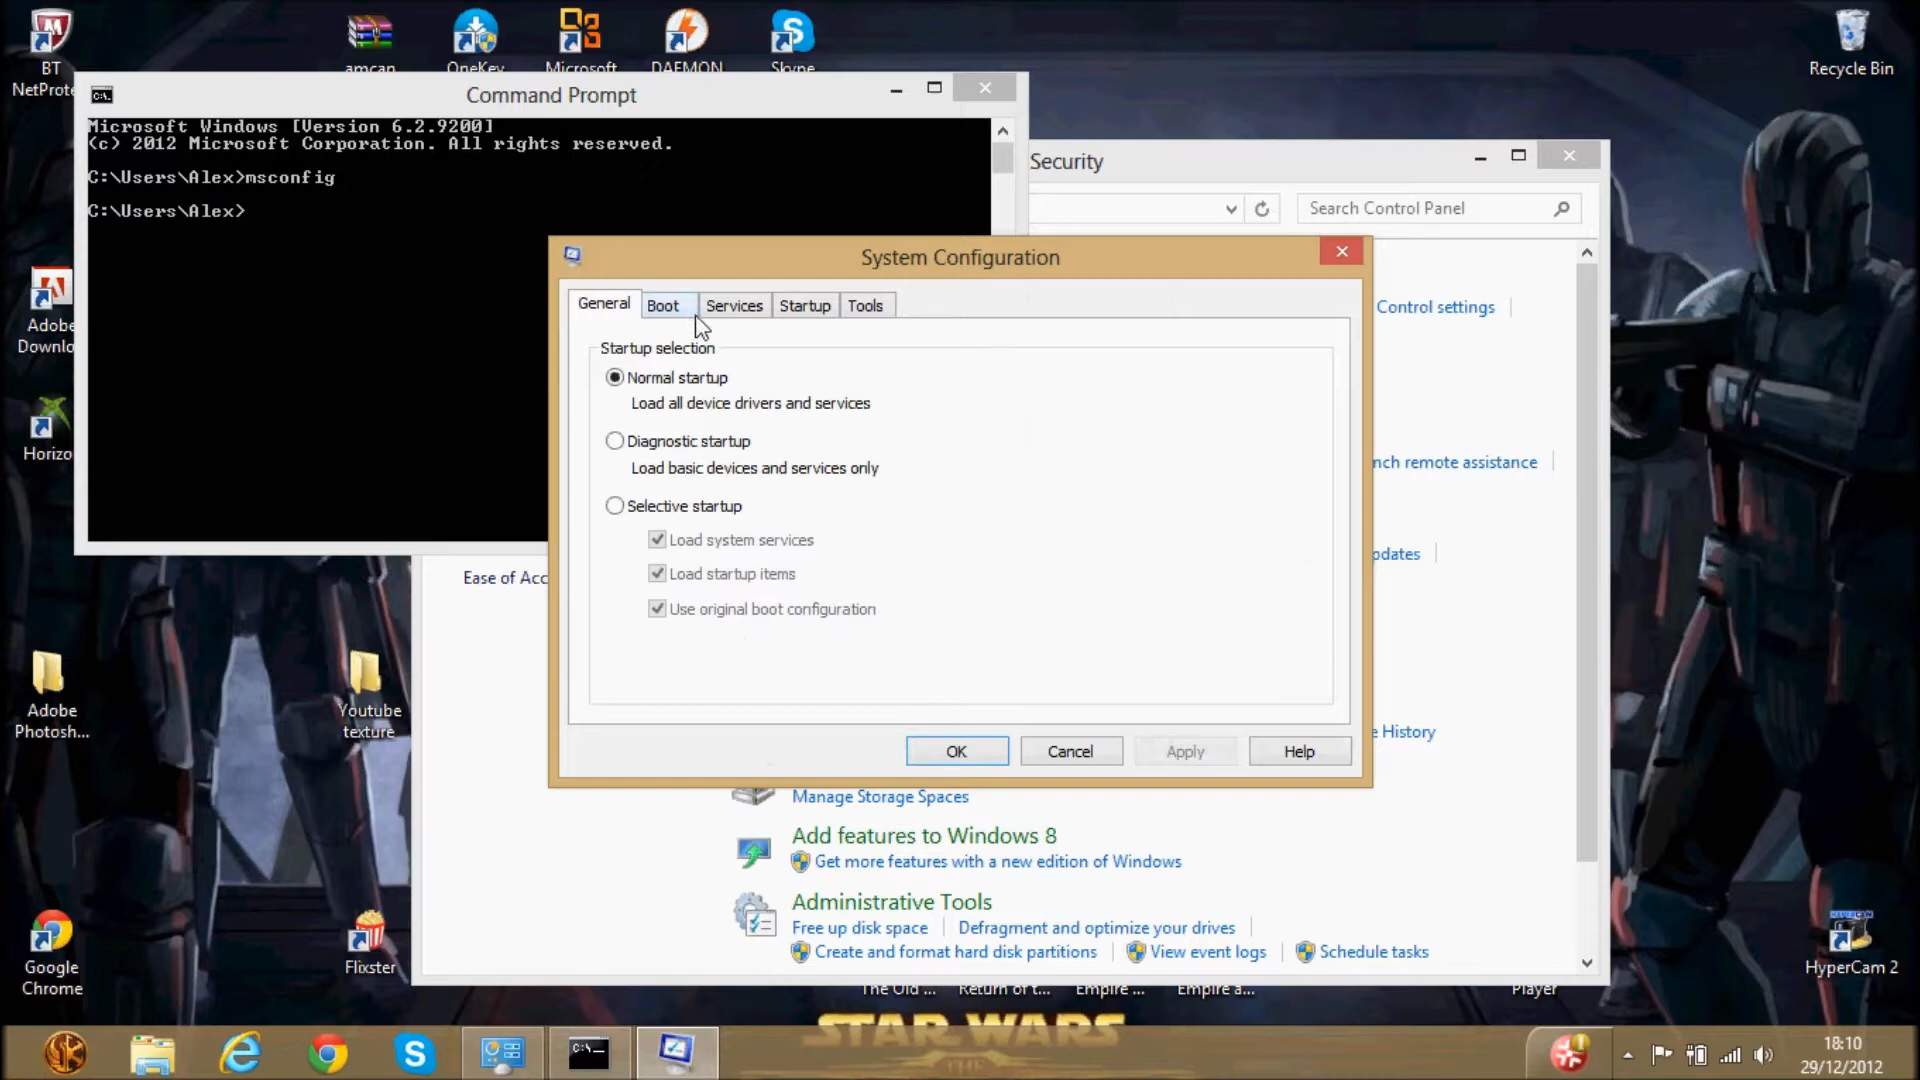 BT
NetProte
amcan
OneKey
Microsoft
DAEMON
Skype
Recycle Bin
Command Prompt
Microsoft Windows [Version 6.2.9200]
(c) 2012 Microsoft Corporation. All rights reserved.
C:\Users\Alex>msconfig
C:\Users\Alex>
Security
Search Control Panel
Control settings
nch remote assistance
pdates
e History
Ease of Acc
System Configuration
General
Boot
Services
Startup
Tools
Startup selection
Normal startup
Load all device drivers and services
Diagnostic startup
Load basic devices and services only
Selective startup
Load system services
Load startup items
Use original boot configuration
OK
Cancel
Apply
Help
Manage Storage Spaces
Add features to Windows 8
Get more features with a new edition of Windows
Administrative Tools
Free up disk space
Defragment and optimize your drives
Create and format hard disk partitions
View event logs
Schedule tasks
Adobe
Downlo
Horizo
Adobe
Photosh...
Youtube
texture
Google
Chrome
Flixster
The Old ...
Return of t...
Empire ...
Empire a...
Player
HYPERCAM
HyperCam 2
STAR WARS
THE
C:\_
18:10
29/12/2012